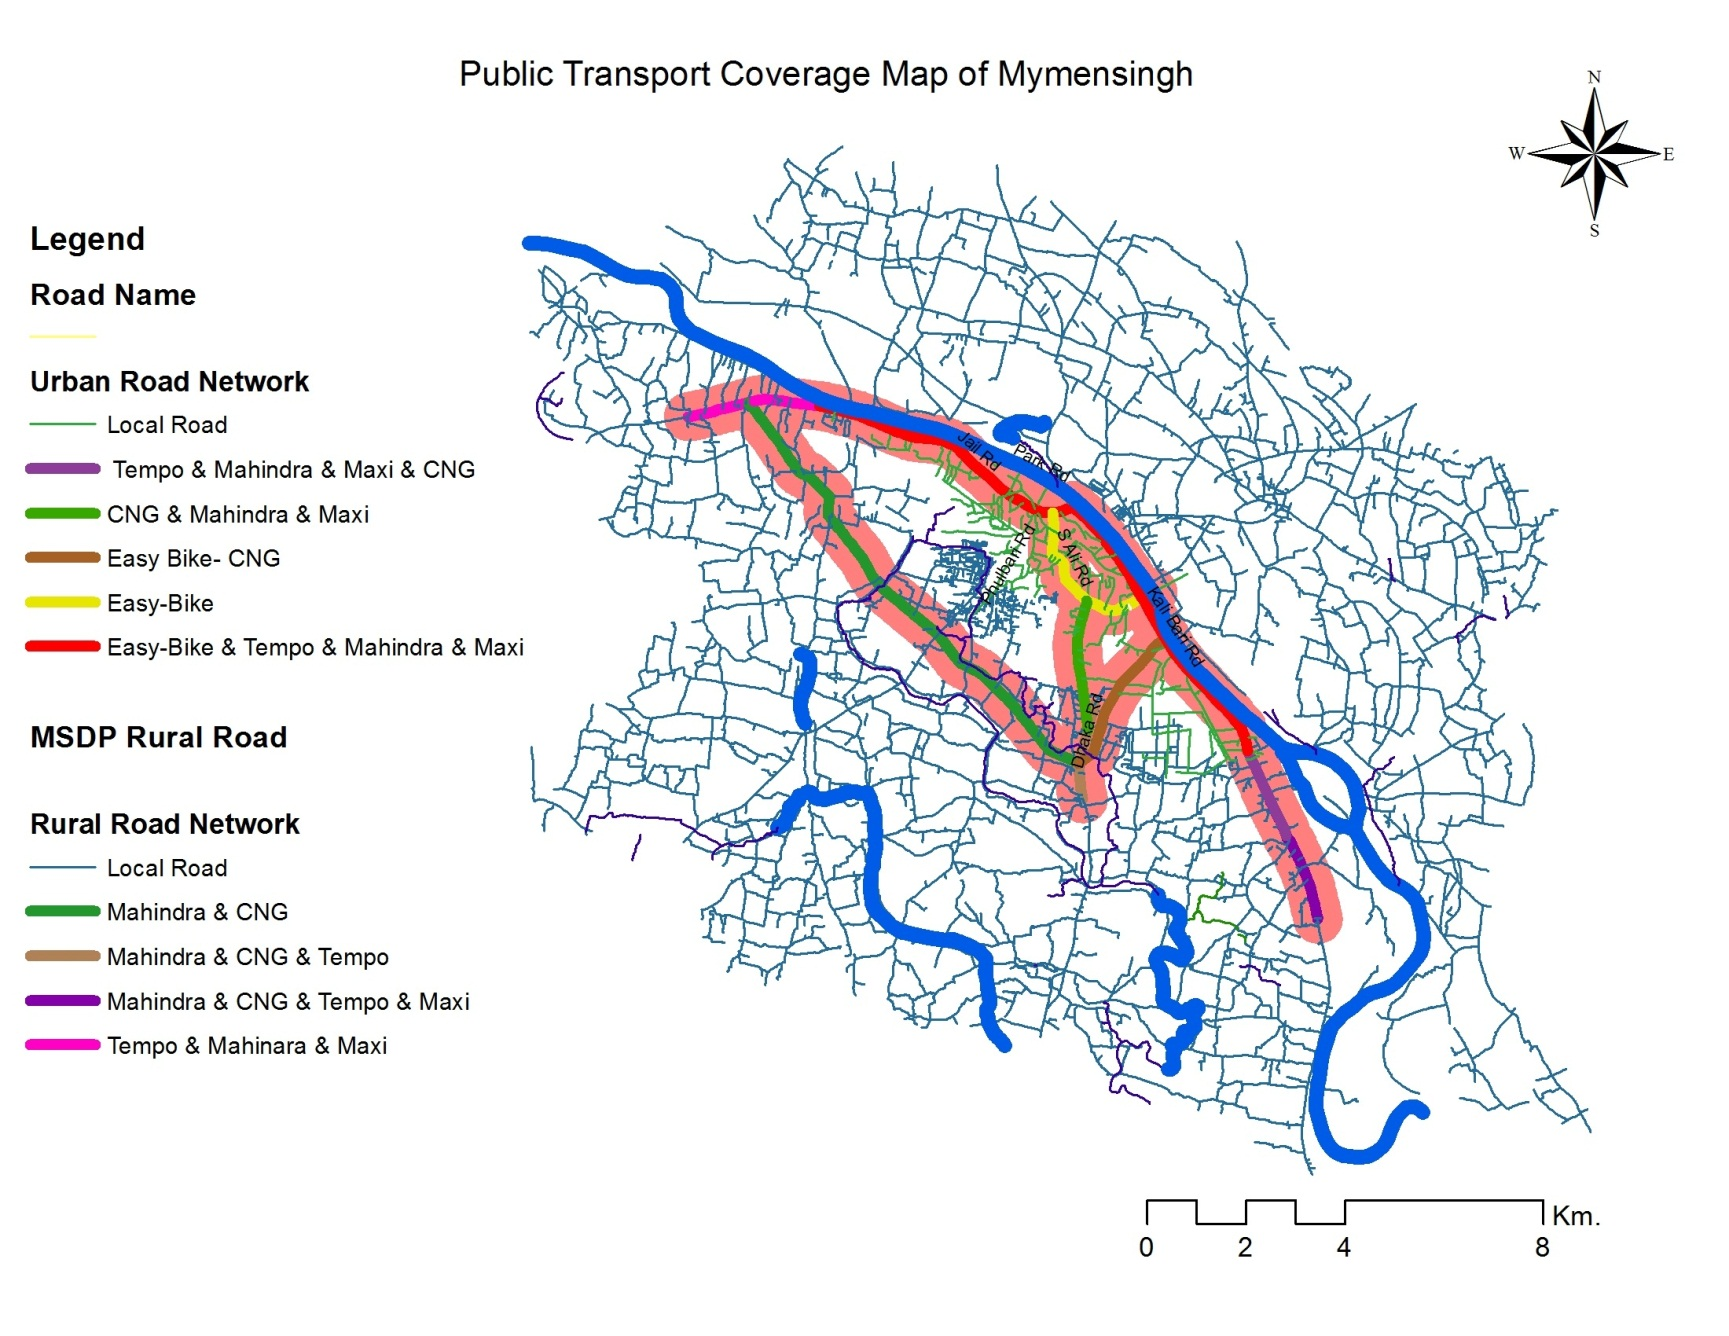 Public Transport Coverage Map of Mymensingh
N
W
E
S
Legend
Road Name
Urban Road Network
Local Road
Tempo & Mahindra & Maxi & CNG
CNG & Mahindra & Maxi
Easy Bike- CNG
Easy-Bike
Easy-Bike & Tempo & Mahindra & Maxi
MSDP Rural Road
Rural Road Network
Local Road
Mahindra & CNG
Mahindra & CNG & Tempo
Mahindra & CNG & Tempo & Maxi
Tempo & Mahinara & Maxi
Jail Rd
Park Rd
S Ali Rd
Phulbari Rd
Kali Bari Rd
Dhaka Rd
Km.
0 2 4 8